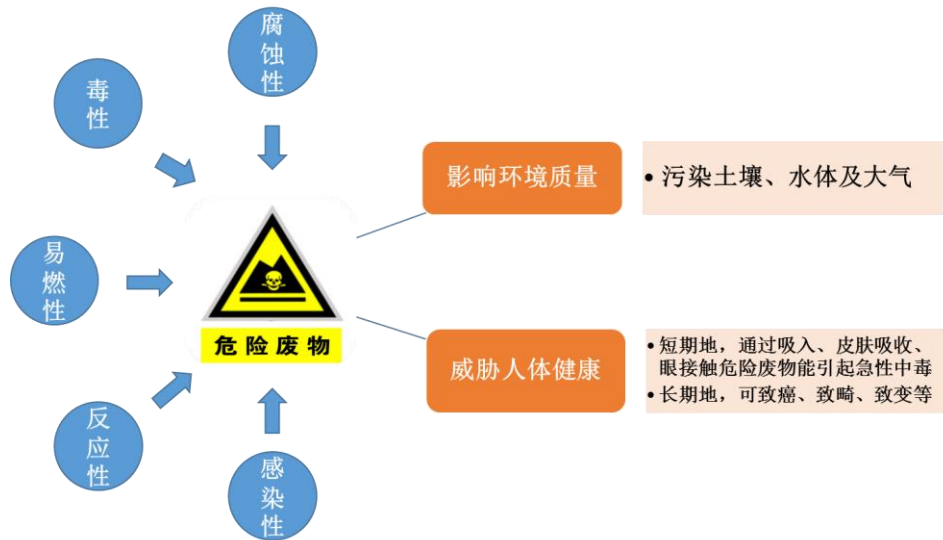 腐蚀性
毒性
易燃性
反应性
感染性
危险废物
影响环境质量
• 污染土壤、水体及大气
威胁人体健康
• 短期地，通过吸入、皮肤吸收、
眼接触危险废物能引起急性中毒
• 长期地，可致癌、致畸、致变等